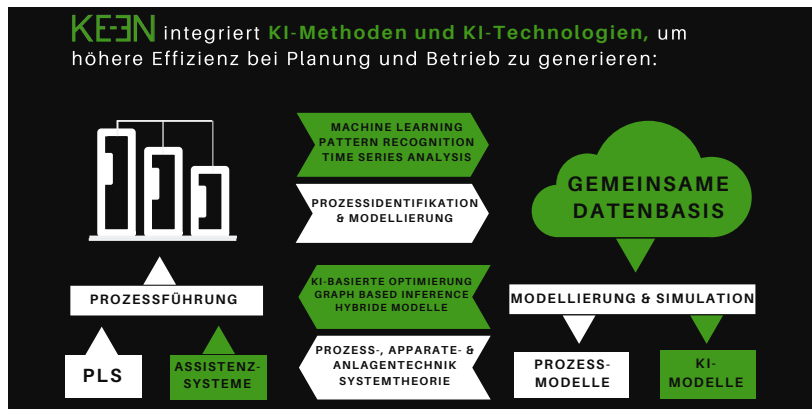 KEEN integriert KI-Methoden und KI-Technologien, um
höhere Effizienz bei Planung und Betrieb zu generieren:
MACHINE LEARNING
PATTERN RECOGNITION
TIME SERIES ANALYSIS
PROZESSIDENTIFIKATION
& MODELLIERUNG
GEMEINSAME
DATENBASIS
PROZESSFÜHRUNG
KI-BASIERTE OPTIMIERUNG
GRAPH BASED INFERENCE
HYBRIDE MODELLE
MODELLIERUNG & SIMULATION
PLS
ASSISTENZ-
SYSTEME
PROZESS-, APPARATE- &
ANLAGENTECHNIK
SYSTEMTHEORIE
PROZESS-
MODELLE
KI-
MODELLE